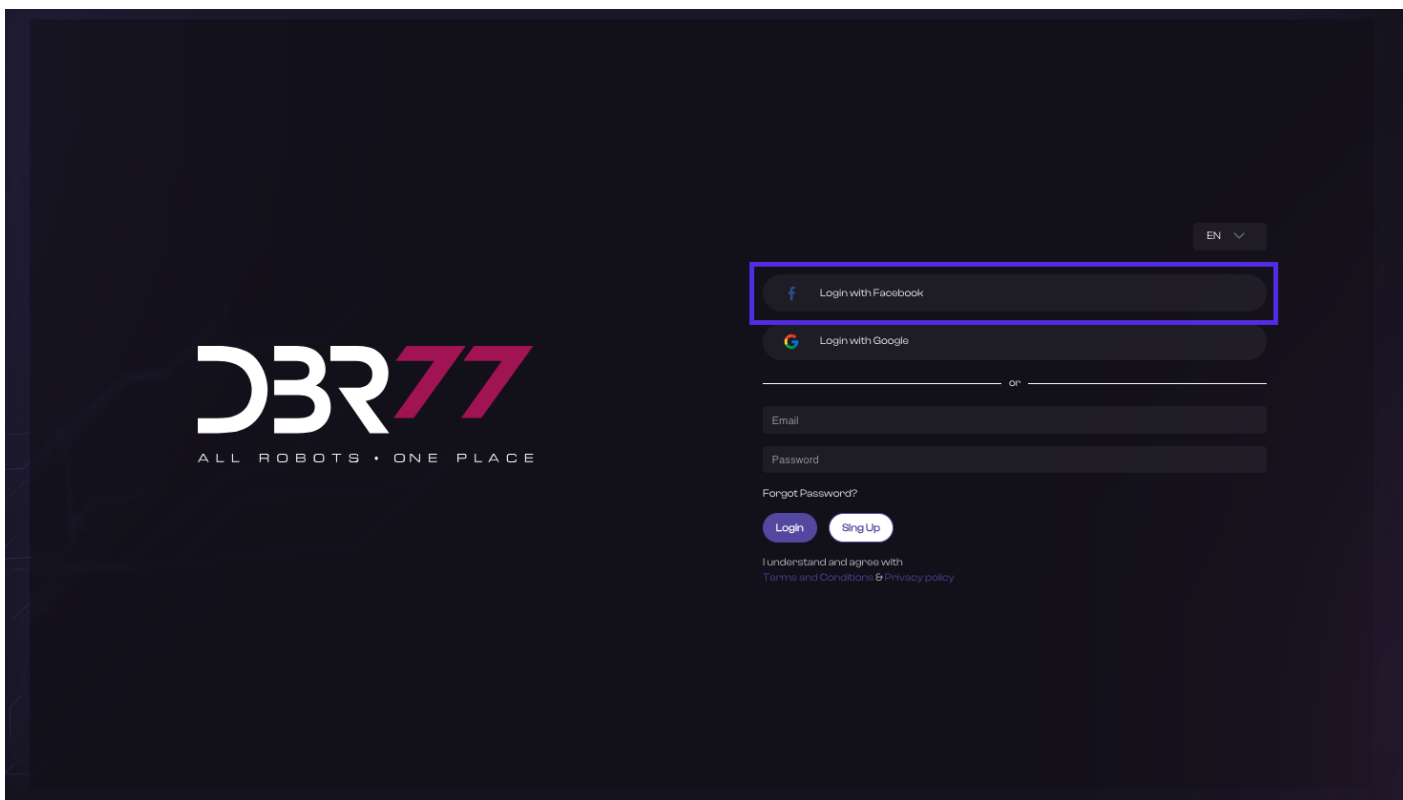 EN
Login with Facebook
Login with Google
DBR77
ALL ROBOTS • ONE PLACE
or
Email
Password
Forgot Password?
Login
Sing Up
I understand and agree with
Terms and Conditions & Privacy policy